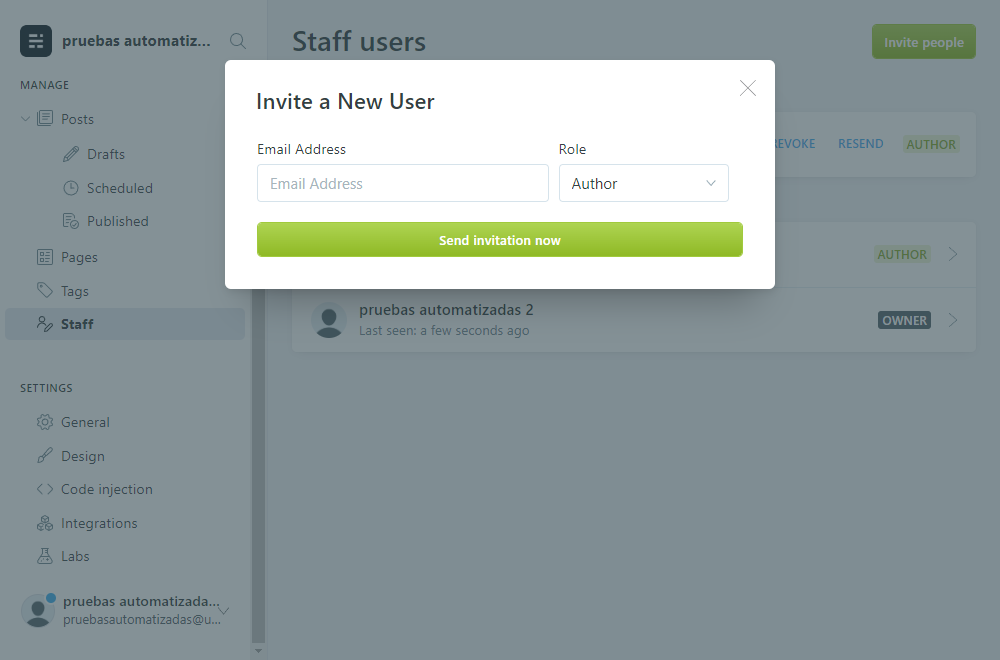 pruebas automatiz...
Staff users
Invite people
MANAGE
Posts
Drafts
Scheduled
Published
Pages
Tags
Staff
SETTINGS
General
Design
Code injection
Integrations
Labs
pruebas automatizada...
pruebasautomatizadas@u...
Invite a New User
Email Address
Role
Email Address
Author
Send invitation now
RESEND
AUTHOR
AUTHOR
pruebas automatizadas 2
Last seen: a few seconds ago
OWNER